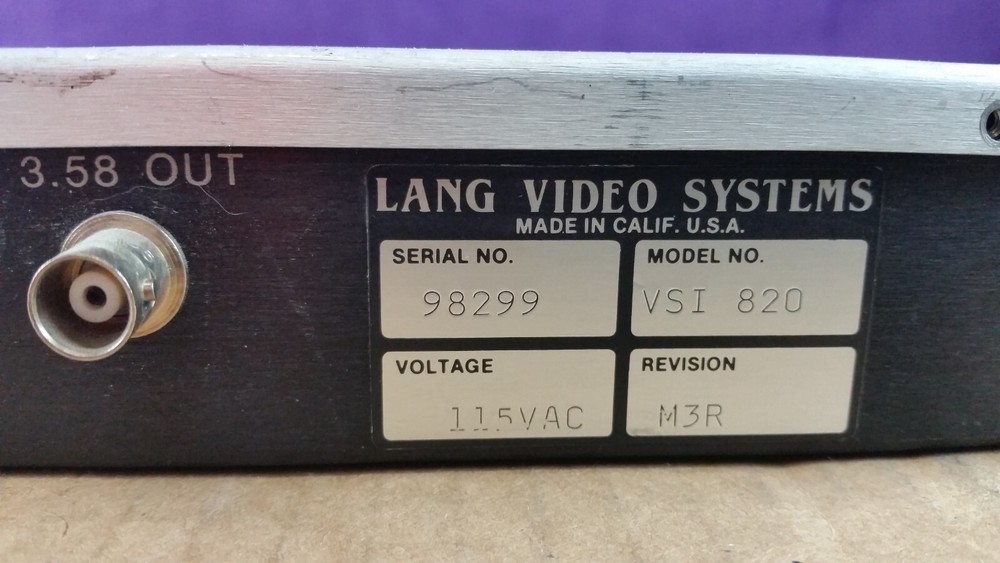 3.58 OUT
LANG VIDEO SYSTEMS
MADE IN CALIF. U.S.A.
SERIAL NO.
98299
MODEL NO.
VSI 820
VOLTAGE
115VAC
REVISION
M3R